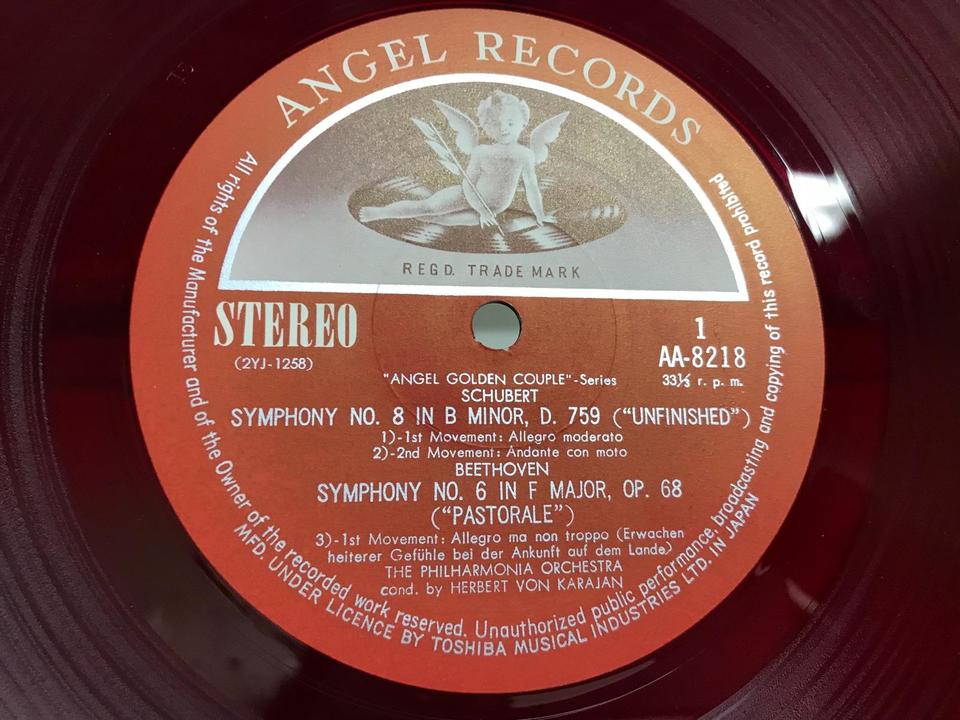 ANGEL RECORDS
REGD. TRADE MARK
STEREO
(2YJ-1258)
1
AA-8218
33⅓ r. p. m.
"ANGEL GOLDEN COUPLE"-Series
SCHUBERT
SYMPHONY NO. 8 IN B MINOR, D. 759 ("UNFINISHED")
1)-1st Movement: Allegro moderato
2)-2nd Movement: Andante con moto
BEETHOVEN
SYMPHONY NO. 6 IN F MAJOR, OP. 68
("PASTORALE")
3)-1st Movement: Allegro ma non troppo (Erwachen
heiterer Gefühle bei der Ankunft auf dem Lande)
THE PHILHARMONIA ORCHESTRA
cond. by HERBERT VON KARAJAN
All rights of the Manufacturer and of the Owner of the recorded work reserved. Unauthorized public performance, broadcasting and copying of this record prohibited
MFD. UNDER LICENCE BY TOSHIBA MUSICAL INDUSTRIES LTD. IN JAPAN